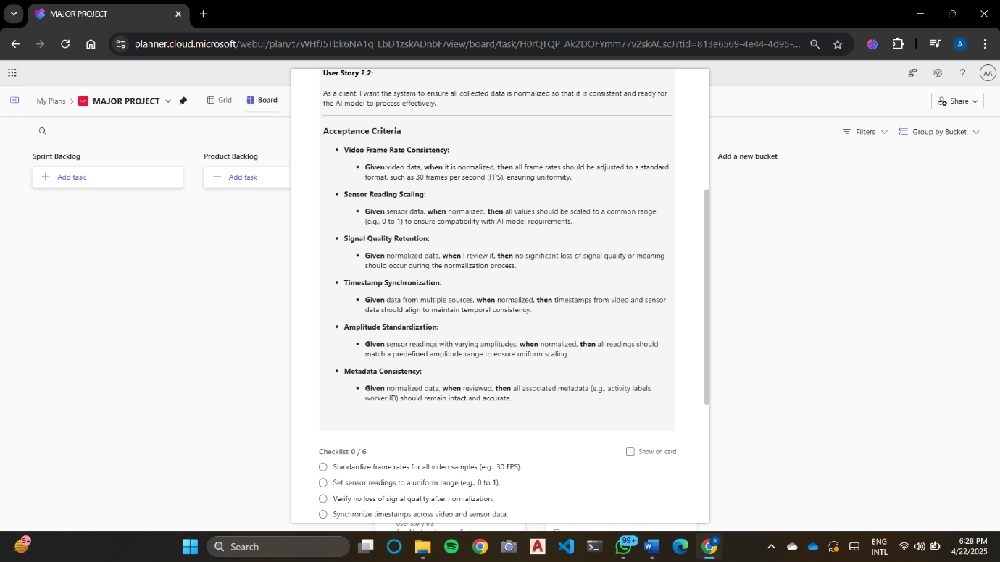 MAJOR PROJECT
planner.cloud.microsoft/webui/plan/t7WHfJ5Tbk6NA1q_LbD1zskADnbF/view/board/task/H0rQTQP_Ak2DOFYmm77v2skACscJ?tid=813e6569-4e44-4d95-...
A
AA
My Plans
MP
MAJOR PROJECT
Grid
Board
Share
Filters
Group by Bucket
Sprint Backlog
Product Backlog
Add a new bucket
Add task
Add task
User Story 2.2:
As a client, I want the system to ensure all collected data is normalized so that it is consistent and ready for
the AI model to process effectively.
Acceptance Criteria
• Video Frame Rate Consistency:
• Given video data, when it is normalized, then all frame rates should be adjusted to a standard
format, such as 30 frames per second (FPS), ensuring uniformity.
• Sensor Reading Scaling:
• Given sensor data, when normalized, then all values should be scaled to a common range
(e.g., 0 to 1) to ensure compatibility with AI model requirements.
• Signal Quality Retention:
• Given normalized data, when I review it, then no significant loss of signal quality or meaning
should occur during the normalization process.
• Timestamp Synchronization:
• Given data from multiple sources, when normalized, then timestamps from video and sensor
data should align to maintain temporal consistency.
• Amplitude Standardization:
• Given sensor readings with varying amplitudes, when normalized, then all readings should
match a predefined amplitude range to ensure uniform scaling.
• Metadata Consistency:
• Given normalized data, when reviewed, then all associated metadata (e.g., activity labels,
worker ID) should remain intact and accurate.
Checklist 0 / 6
Show on card
Standardize frame rates for all video samples (e.g., 30 FPS).
Set sensor readings to a uniform range (e.g., 0 to 1).
Verify no loss of signal quality after normalization.
Synchronize timestamps across video and sensor data.
User Story 6.3
9+
Search
99+
A
ENG
INTL
6:28 PM
4/22/2025